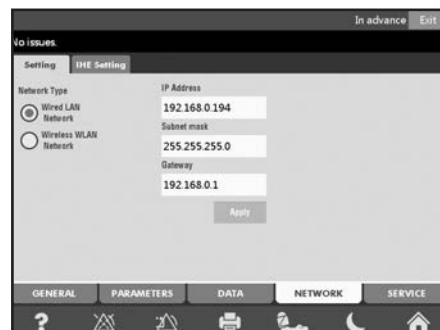 In advance Exit
No issues.
Setting IHE Setting
Network Type
Wired LAN
Network
Wireless WLAN
Network
IP Address
192.168.0.194
Subnet mask
255.255.255.0
Gateway
192.168.0.1
Apply
GENERAL PARAMETERS DATA NETWORK SERVICE
?